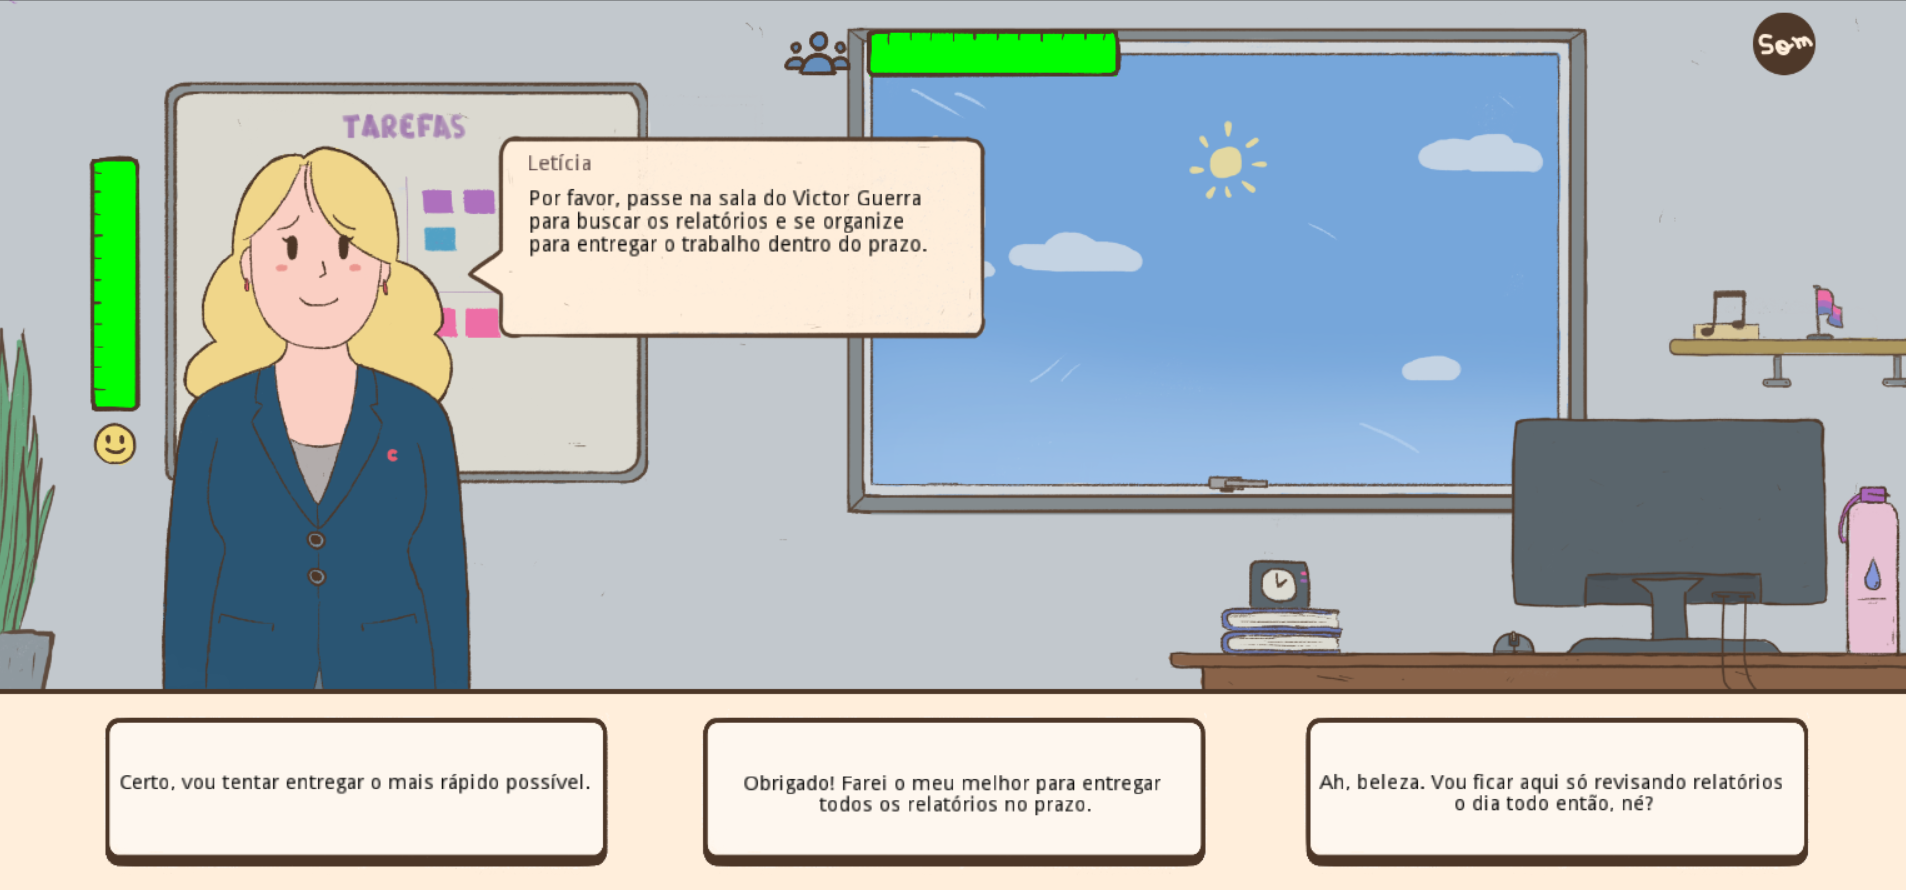 Som
TAREFAS
Letícia
Por favor, passe na sala do Victor Guerra
para buscar os relatórios e se organize
para entregar o trabalho dentro do prazo.
C
Certo, vou tentar entregar o mais rápido possível.
Obrigado! Farei o meu melhor para entregar
todos os relatórios no prazo.
Ah, beleza. Vou ficar aqui só revisando relatórios
o dia todo então, né?